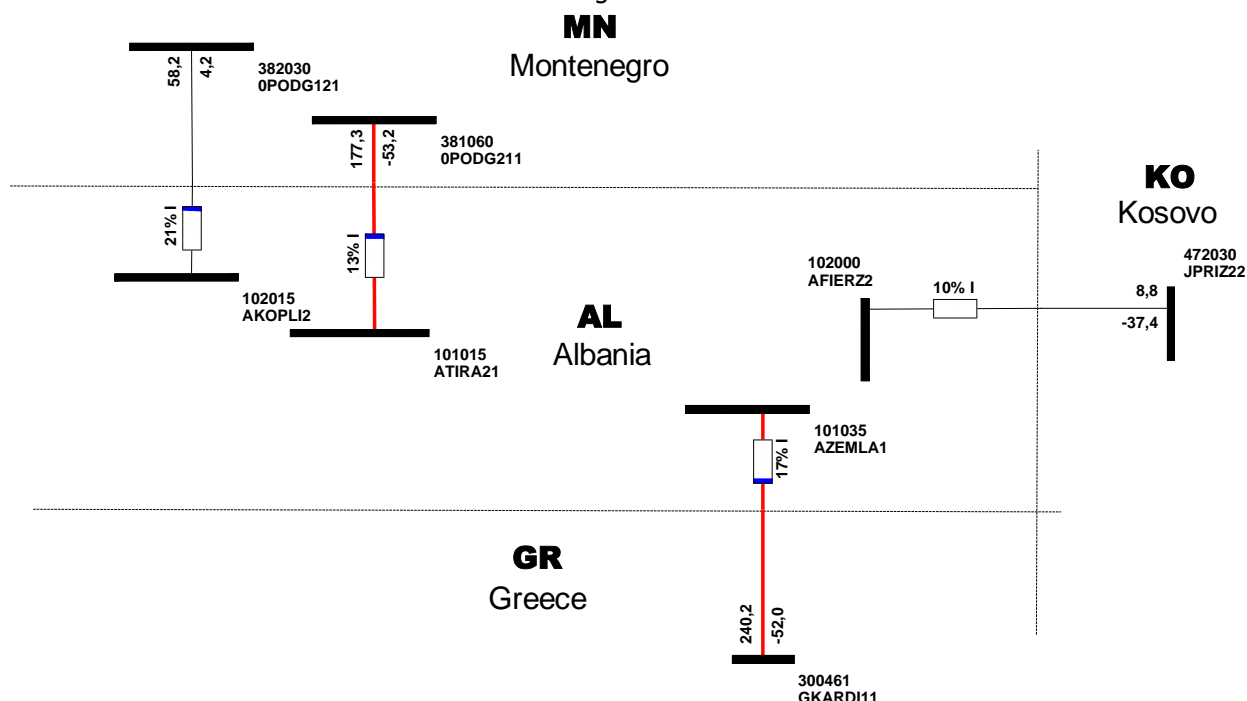 MN
Montenegro
58,2
4,2
382030
0PODG121
177,3
-53,2
381060
0PODG211
KO
Kosovo
21% I
13% I
102000
AFIERZ2
10% I
472030
JPRIZ22
8,8
-37,4
102015
AKOPLI2
AL
Albania
101015
ATIRA21
101035
AZEMLA1
17% I
GR
Greece
240,2
-52,0
300461
GKARDI11